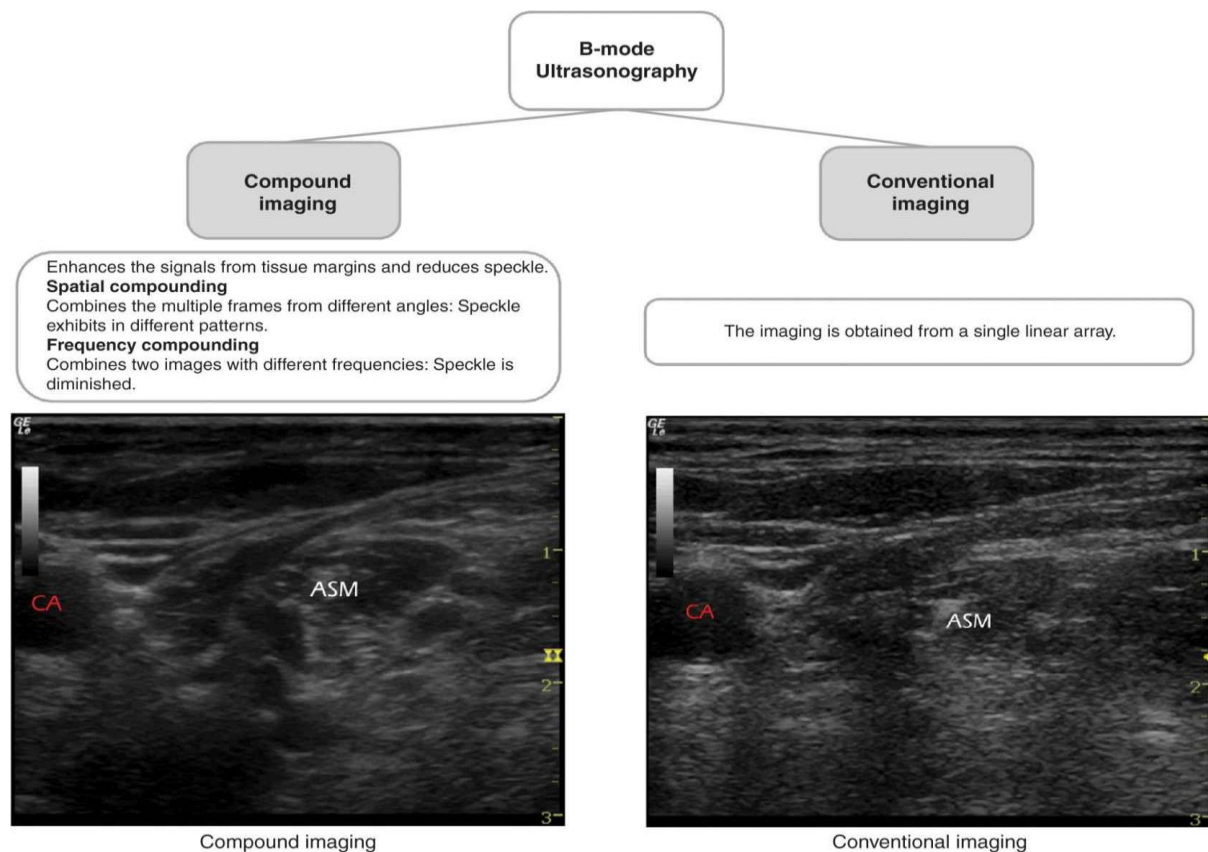 B-mode
Ultrasonography
Compound
imaging
Conventional
imaging
Enhances the signals from tissue margins and reduces speckle.
Spatial compounding
Combines the multiple frames from different angles: Speckle
exhibits in different patterns.
Frequency compounding
Combines two images with different frequencies: Speckle is
diminished.
The imaging is obtained from a single linear array.
GE
Le
CA
ASM
1
2
3
GE
Le
CA
ASM
1
2
3
Compound imaging
Conventional imaging